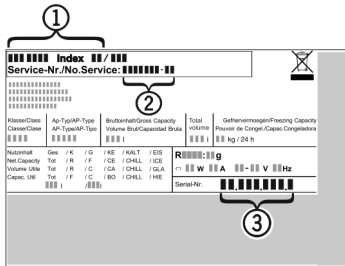 1
Index /
Service-Nr./No.Service: -
2
Klasse/Class Ap-Typ/AP-Type Bruttoinhalt/Gross Capacity Total Gefriervermoegen/Freezing Capacity
Classe/Clase AP-Type/AP-Tipo Volume Brut/Capacidad Bruta volume Pouvoir de Congel./Capac.Congeladora
l l kg / 24 h
Nutzinhalt Ges / K / G / KE / KALT / EIS
Net.Capacity Tot / R / F / CE / CHILL / ICE
Volume Utile Tot / R / C / CA / CHILL / GLA
Capac. Util Tot / F / C / BO / CHILL / HIE
l / l
R : g
W A - V Hz
Serial-Nr. . . .
3